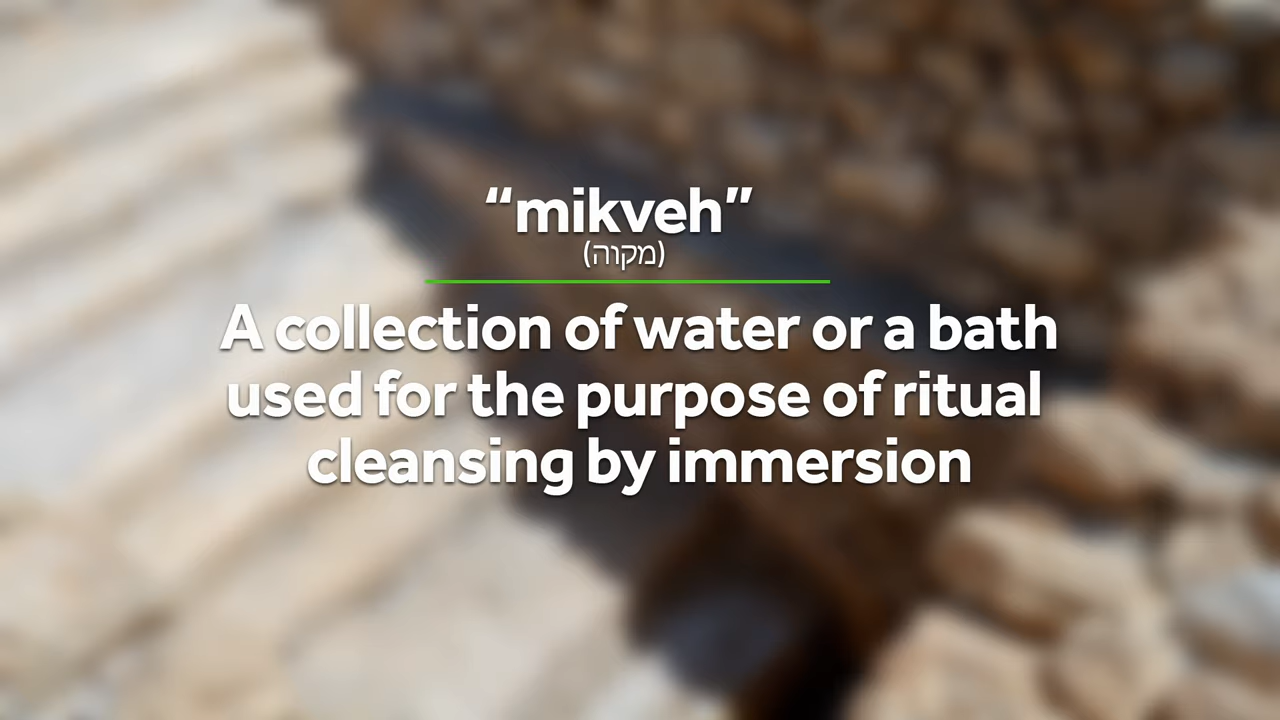 “mikveh”
(מקוה)
A collection of water or a bath
used for the purpose of ritual
cleansing by immersion